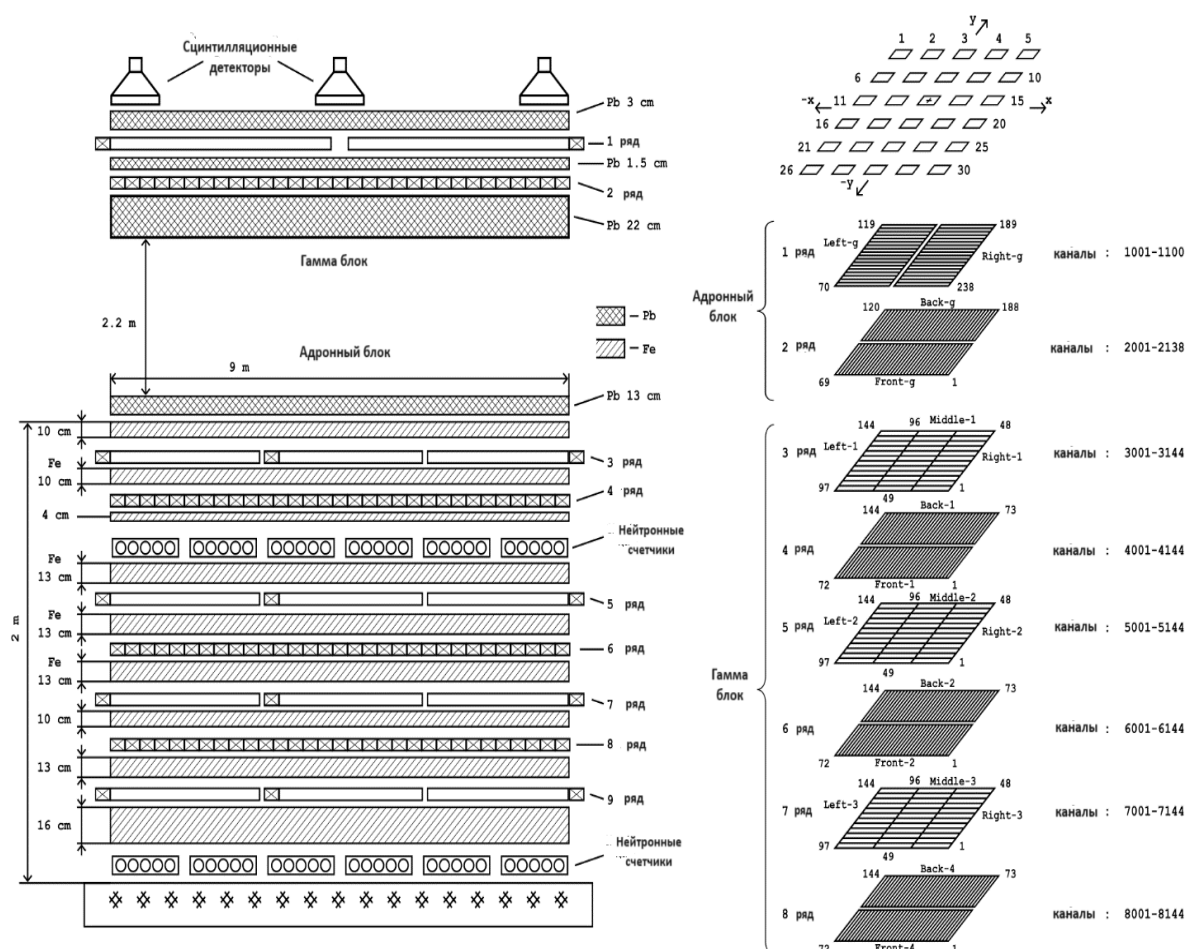 Сцинтилляционные
детекторы
Pb 3 cm
1 ряд
Pb 1.5 cm
2 ряд
Pb 22 cm
Гамма блок
2.2 m
Pb
Fe
Адронный блок
9 m
Pb 13 cm
10 cm
Fe
3 ряд
10 cm
4 ряд
4 cm
Нейтронные
счетчики
Fe
13 cm
2 m
Fe
5 ряд
13 cm
Fe
6 ряд
13 cm
7 ряд
10 cm
8 ряд
13 cm
9 ряд
16 cm
Нейтронные
счетчики
y
1 2 3 4 5
6 10
-x 11 15 x
16 20
21 25
26 30
-y
Адронный
блок
1 ряд
119 189
Left-g
Right-g
70 238
каналы : 1001-1100
2 ряд
120 Back-g 188
69 Front-g 1
каналы : 2001-2138
Гамма
блок
3 ряд
144 96 Middle-1 48
Left-1
Right-1
97 49 1
каналы : 3001-3144
4 ряд
144 Back-1 73
72 Front-1 1
каналы : 4001-4144
5 ряд
144 96 Middle-2 48
Left-2
Right-2
97 49 1
каналы : 5001-5144
6 ряд
144 Back-2 73
72 Front-2 1
каналы : 6001-6144
7 ряд
144 96 Middle-3 48
Left-3
Right-3
97 49 1
каналы : 7001-7144
8 ряд
144 Back-4 73
72 Front-4 1
каналы : 8001-8144